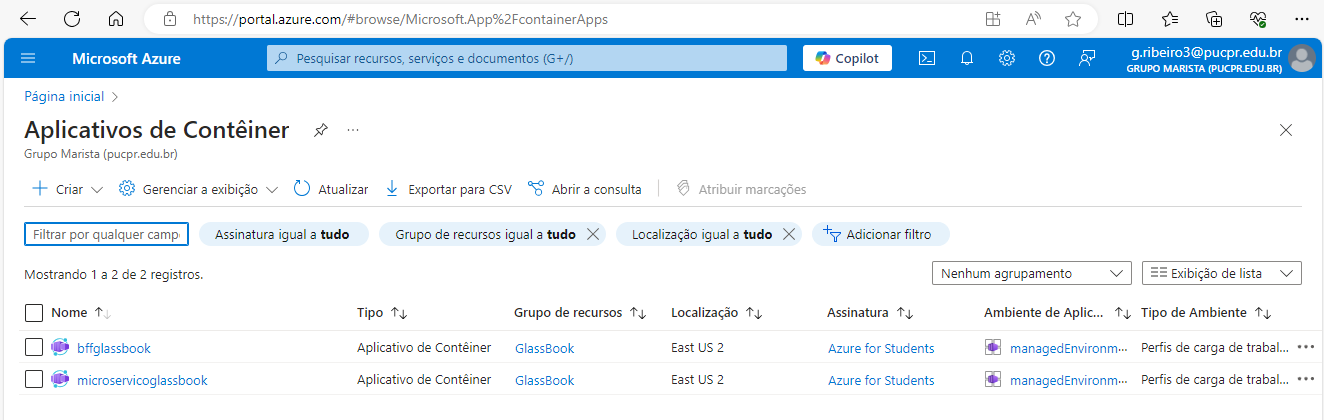 https://portal.azure.com/#browse/Microsoft.App%2FcontainerApps
Microsoft Azure
Pesquisar recursos, serviços e documentos (G+/)
Copilot
g.ribeiro3@pucpr.edu.br
GRUPO MARISTA (PUCPR.EDU.BR)
Página inicial
Aplicativos de Contêiner
Grupo Marista (pucpr.edu.br)
Criar Gerenciar a exibição Atualizar Exportar para CSV Abrir a consulta Atribuir marcações
Filtrar por qualquer campo Assinatura igual a tudo Grupo de recursos igual a tudo Localização igual a tudo Adicionar filtro
Mostrando 1 a 2 de 2 registros. Nenhum agrupamento Exibição de lista
Nome Tipo Grupo de recursos Localização Assinatura Ambiente de Aplic... Tipo de Ambiente
bffglassbook Aplicativo de Contêiner GlassBook East US 2 Azure for Students managedEnvironm... Perfis de carga de trabal...
microservicoglassbook Aplicativo de Contêiner GlassBook East US 2 Azure for Students managedEnvironm... Perfis de carga de trabal...